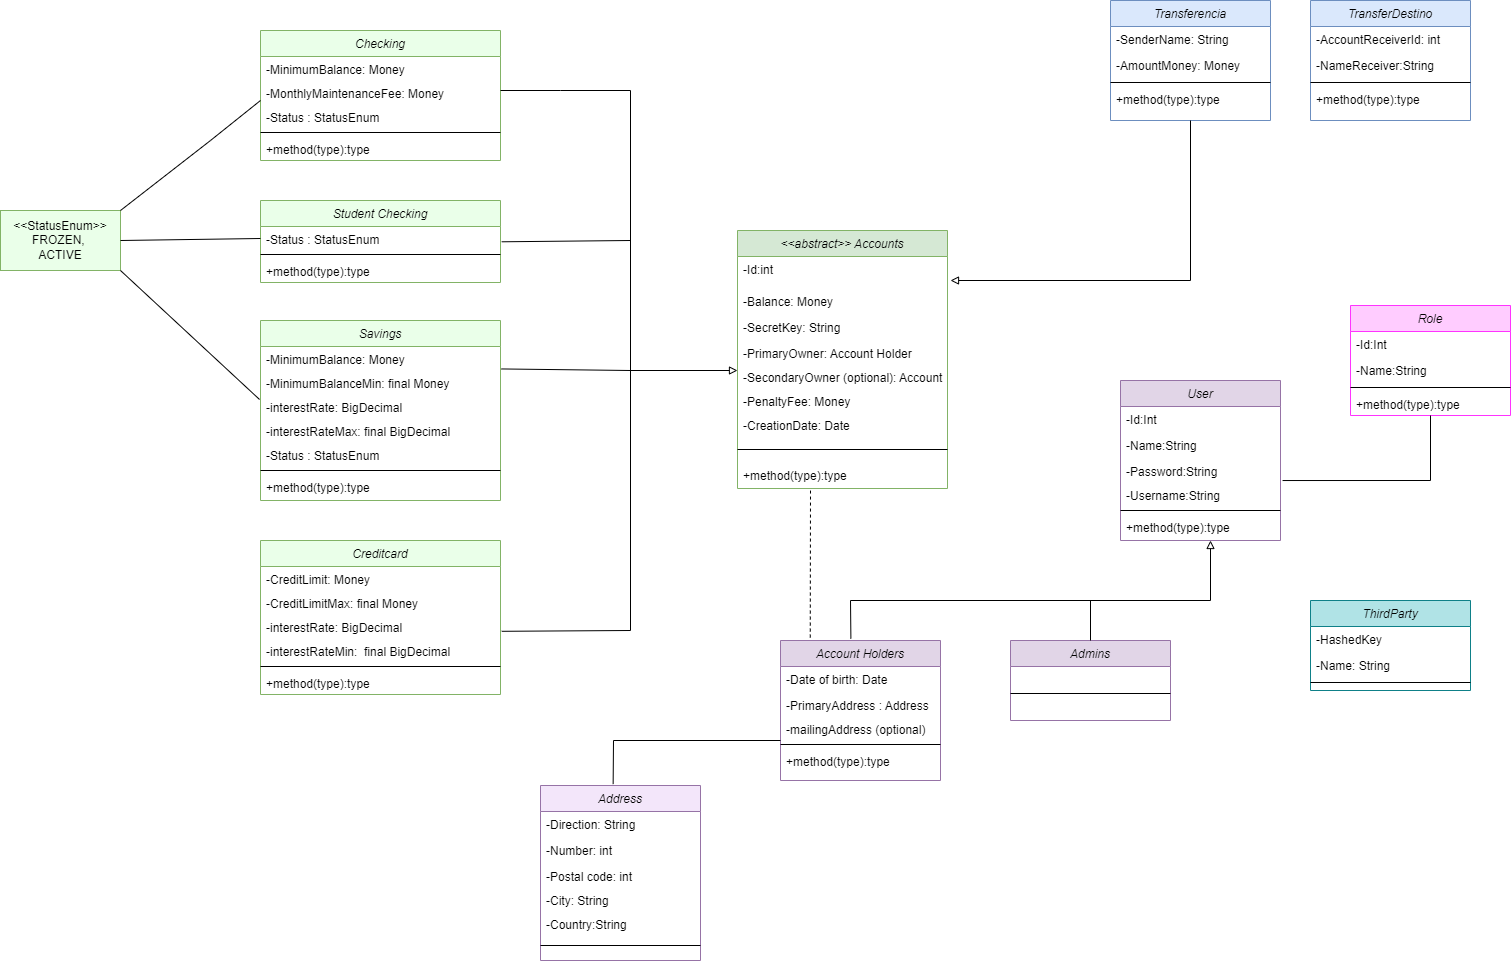 Checking
-MinimumBalance: Money
-MonthlyMaintenanceFee: Money
-Status : StatusEnum
+method(type):type
<<StatusEnum>>
FROZEN,
ACTIVE
Student Checking
-Status : StatusEnum
+method(type):type
Savings
-MinimumBalance: Money
-MinimumBalanceMin: final Money
-interestRate: BigDecimal
-interestRateMax: final BigDecimal
-Status : StatusEnum
+method(type):type
Creditcard
-CreditLimit: Money
-CreditLimitMax: final Money
-interestRate: BigDecimal
-interestRateMin:  final BigDecimal
+method(type):type
<<abstract>> Accounts
-Id:int
-Balance: Money
-SecretKey: String
-PrimaryOwner: Account Holder
-SecondaryOwner (optional): Account
-PenaltyFee: Money
-CreationDate: Date
+method(type):type
Transferencia
-SenderName: String
-AmountMoney: Money
+method(type):type
TransferDestino
-AccountReceiverId: int
-NameReceiver:String
+method(type):type
Role
-Id:Int
-Name:String
+method(type):type
User
-Id:Int
-Name:String
-Password:String
-Username:String
+method(type):type
ThirdParty
-HashedKey
-Name: String
Account Holders
-Date of birth: Date
-PrimaryAddress : Address
-mailingAddress (optional)
+method(type):type
Admins
Address
-Direction: String
-Number: int
-Postal code: int
-City: String
-Country:String